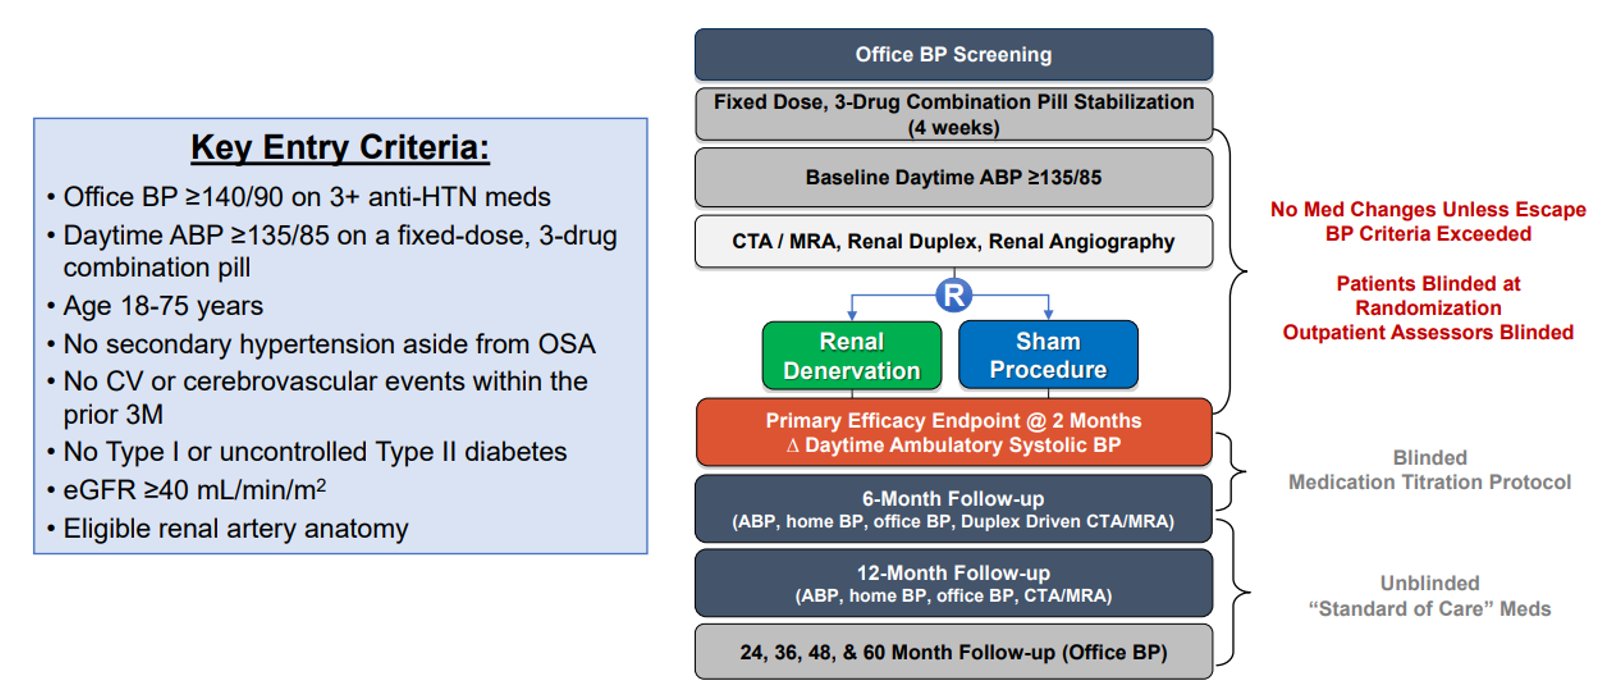 Key Entry Criteria:
• Office BP ≥140/90 on 3+ anti-HTN meds
• Daytime ABP ≥135/85 on a fixed-dose, 3-drug
combination pill
• Age 18-75 years
• No secondary hypertension aside from OSA
• No CV or cerebrovascular events within the
prior 3M
• No Type I or uncontrolled Type II diabetes
• eGFR ≥40 mL/min/m²
• Eligible renal artery anatomy
Office BP Screening
Fixed Dose, 3-Drug Combination Pill Stabilization
(4 weeks)
Baseline Daytime ABP ≥135/85
CTA / MRA, Renal Duplex, Renal Angiography
R
Renal
Denervation
Sham
Procedure
Primary Efficacy Endpoint @ 2 Months
Δ Daytime Ambulatory Systolic BP
6-Month Follow-up
(ABP, home BP, office BP, Duplex Driven CTA/MRA)
12-Month Follow-up
(ABP, home BP, office BP, CTA/MRA)
24, 36, 48, & 60 Month Follow-up (Office BP)
No Med Changes Unless Escape
BP Criteria Exceeded
Patients Blinded at
Randomization
Outpatient Assessors Blinded
Blinded
Medication Titration Protocol
Unblinded
“Standard of Care” Meds